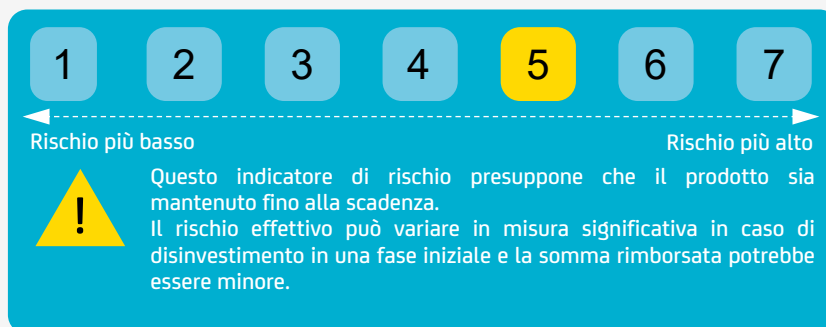 1 2 3 4 5 6 7
Rischio più basso Rischio più alto
Questo indicatore di rischio presuppone che il prodotto sia
mantenuto fino alla scadenza.
!
Il rischio effettivo può variare in misura significativa in caso di
disinvestimento in una fase iniziale e la somma rimborsata potrebbe
essere minore.